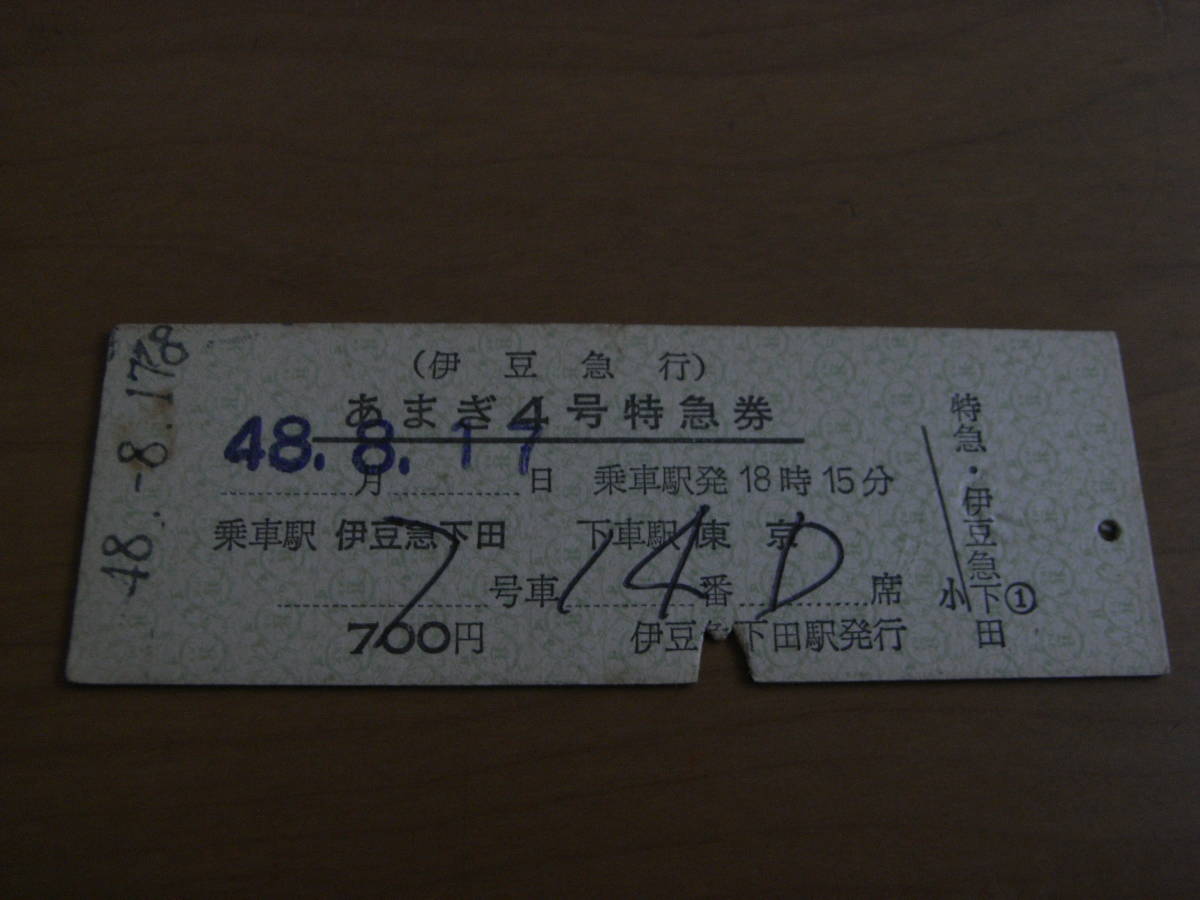 (伊豆急行)
あまぎ4号特急券
48.8.17
月 日 乗車駅発 18時15分
乗車駅 伊豆急下田 下車駅 東京
7号車 14番 D席
700円 伊豆急下田駅発行
48.-8.17
特急・伊豆急下田
小 ①